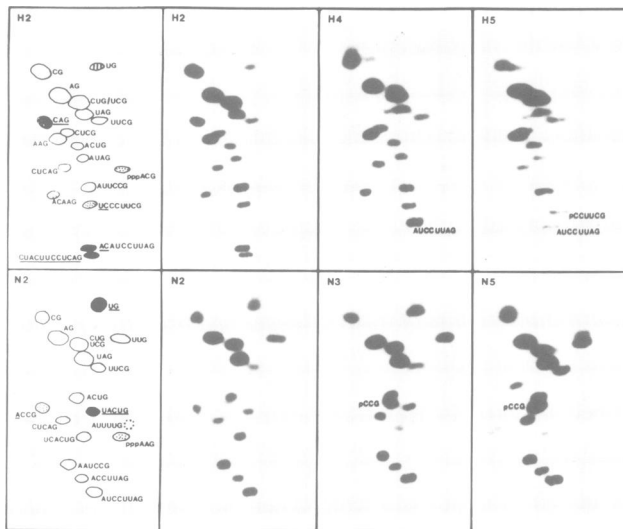 H2
CG
UG
AG
CUG/UCG
UAG
UUCG
CAG
CUCG
AAG
ACUG
AUAG
CUCAG
pppACG
ACAAG
AUUCCG
UCCCUUCG
ACAUCCUUAG
CUACUUCCUCAG
H2
H4
AUCCUUAG
H5
pCCUUCG
AUCCUUAG
N2
UG
CG
AG
CUG
UCG
UUG
UAG
UUCG
ACUG
ACCG
UACUG
CUCAG
AUUUUG
UCACUG
pppAAG
AAUCCG
ACCUUAG
AUCCUUAG
N2
N3
pCCG
N5
pCCG